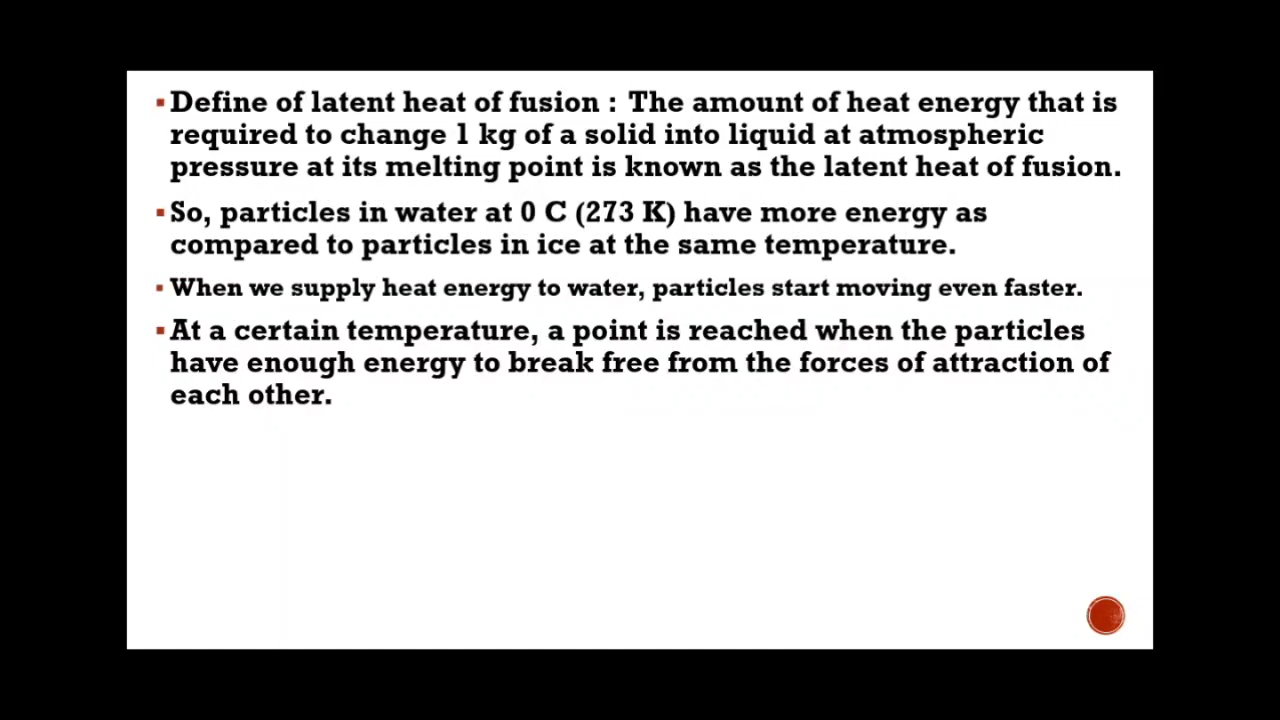 ▪Define of latent heat of fusion : The amount of heat energy that is
required to change 1 kg of a solid into liquid at atmospheric
pressure at its melting point is known as the latent heat of fusion.
▪So, particles in water at 0 C (273 K) have more energy as
compared to particles in ice at the same temperature.
▪When we supply heat energy to water, particles start moving even faster.
▪At a certain temperature, a point is reached when the particles
have enough energy to break free from the forces of attraction of
each other.